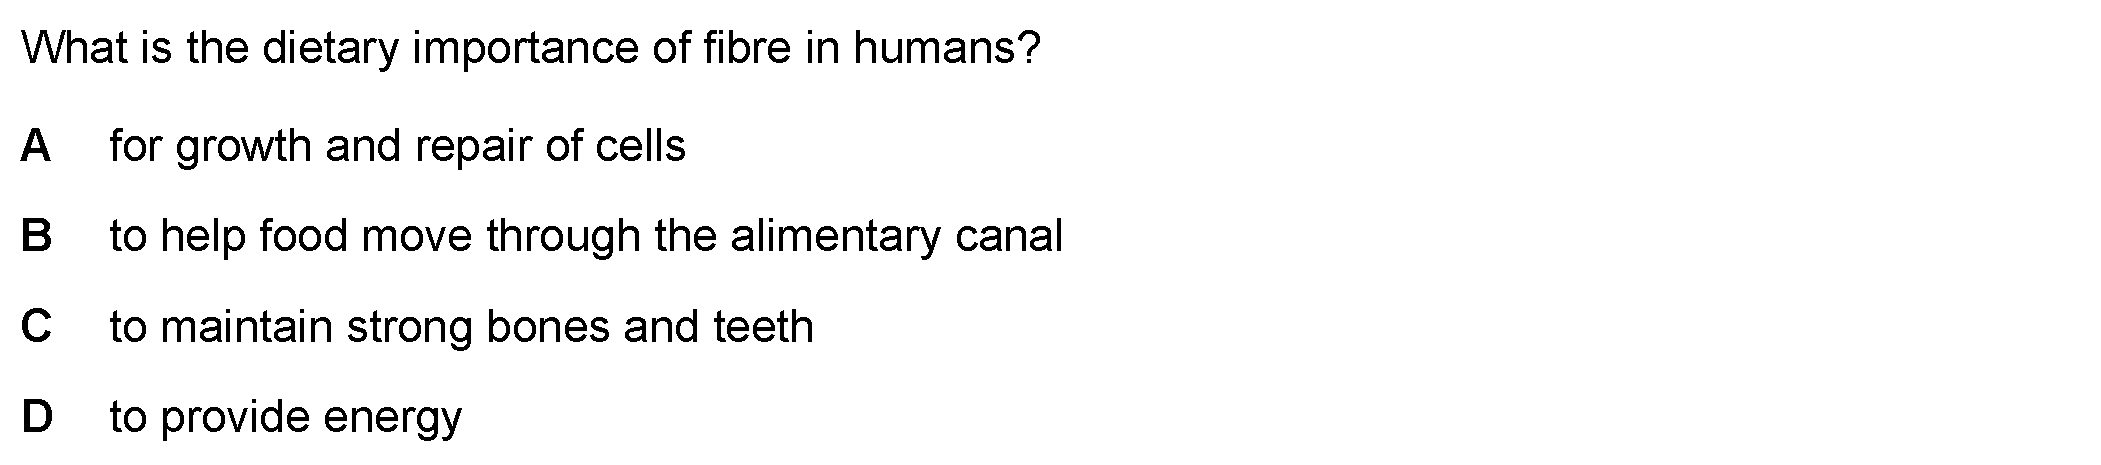 What is the dietary importance of fibre in humans?
A for growth and repair of cells
B to help food move through the alimentary canal
C to maintain strong bones and teeth
D to provide energy